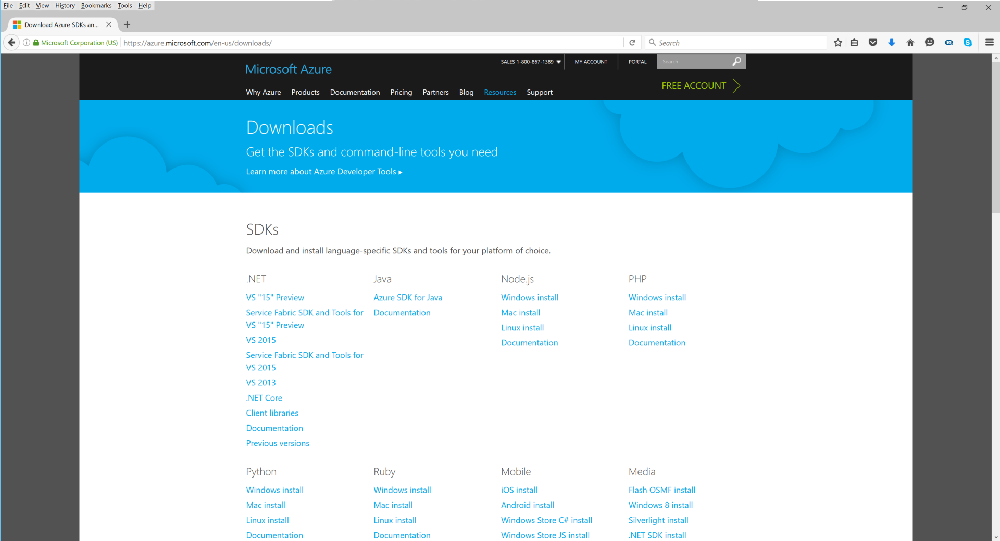 File Edit View History Bookmarks Tools Help
Download Azure SDKs an...
Microsoft Corporation (US) https://azure.microsoft.com/en-us/downloads/ Search
SALES 1-800-867-1389 MY ACCOUNT PORTAL Search
Microsoft Azure
FREE ACCOUNT
Why Azure Products Documentation Pricing Partners Blog Resources Support
Downloads
Get the SDKs and command-line tools you need
Learn more about Azure Developer Tools
SDKs
Download and install language-specific SDKs and tools for your platform of choice.
.NET
VS "15" Preview
Service Fabric SDK and Tools for
VS "15" Preview
VS 2015
Service Fabric SDK and Tools for
VS 2015
VS 2013
.NET Core
Client libraries
Documentation
Previous versions
Java
Azure SDK for Java
Documentation
Node.js
Windows install
Mac install
Linux install
Documentation
PHP
Windows install
Mac install
Linux install
Documentation
Python
Windows install
Mac install
Linux install
Documentation
Ruby
Windows install
Mac install
Linux install
Documentation
Mobile
iOS install
Android install
Windows Store C# install
Windows Store JS install
Media
Flash OSMF install
Windows 8 install
Silverlight install
.NET SDK install